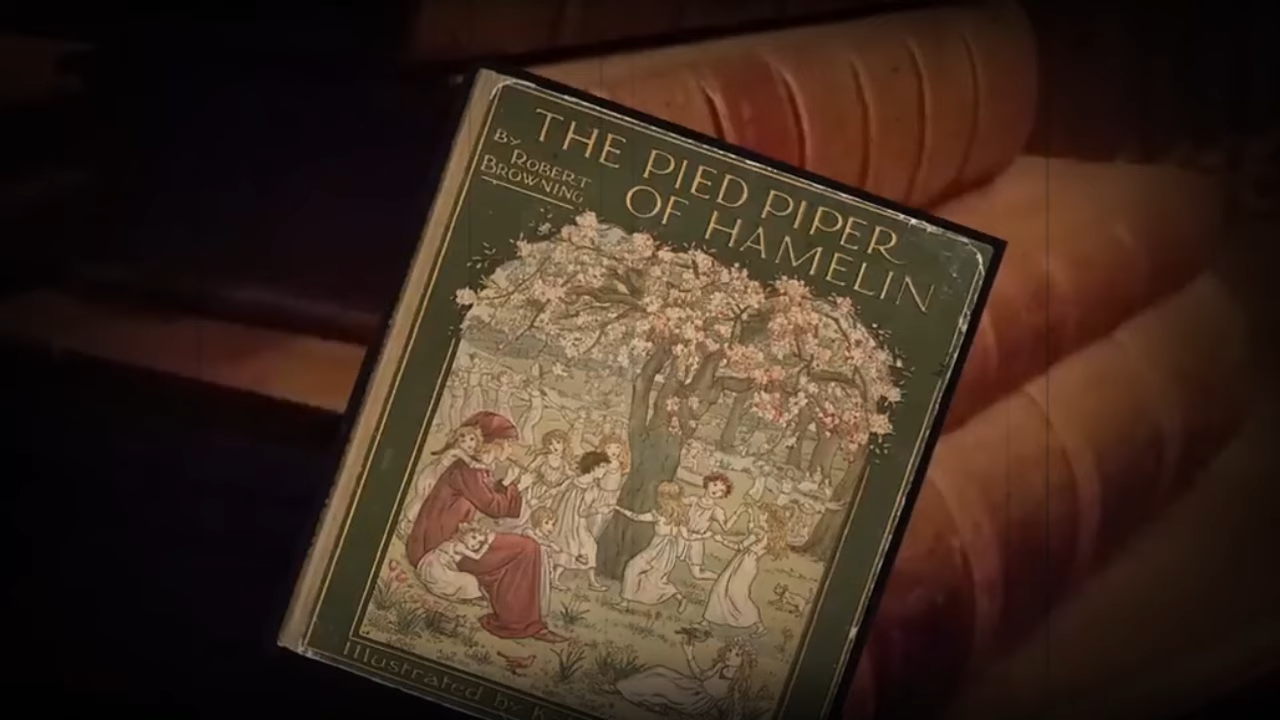 THE PIED PIPER
OF HAMELIN
BY
ROBERT
BROWNING
Illustrated by K